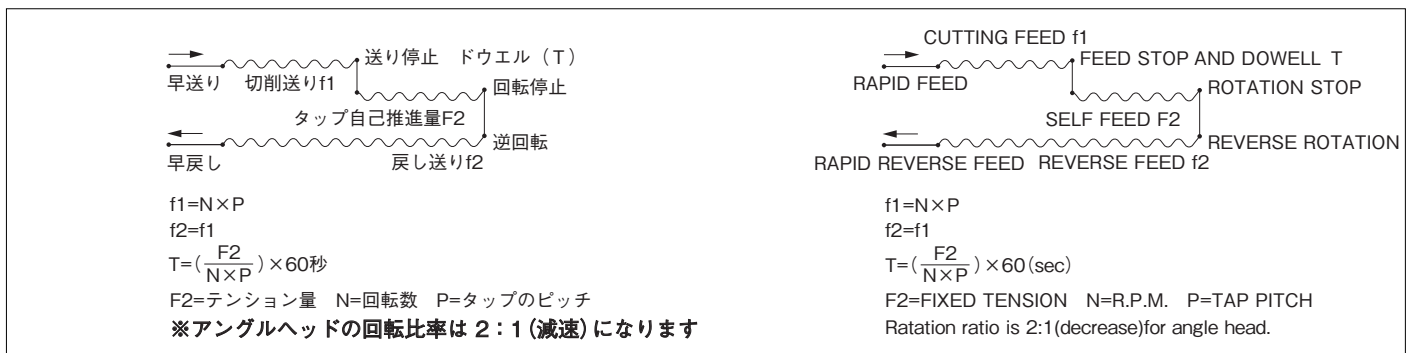 送り停止 ドウエル（T）
早送り 切削送りf1
回転停止
タップ自己推進量F2
逆回転
早戻し 戻し送りf2
f1=N×P
f2=f1
T=(F2/N×P)×60秒
F2=テンション量 N=回転数 P=タップのピッチ
※アングルヘッドの回転比率は 2：1(減速)になります
CUTTING FEED f1
FEED STOP AND DOWELL T
RAPID FEED
ROTATION STOP
SELF FEED F2
REVERSE ROTATION
RAPID REVERSE FEED REVERSE FEED f2
f1=N×P
f2=f1
T=(F2/N×P)×60(sec)
F2=FIXED TENSION N=R.P.M. P=TAP PITCH
Ratation ratio is 2:1(decrease)for angle head.